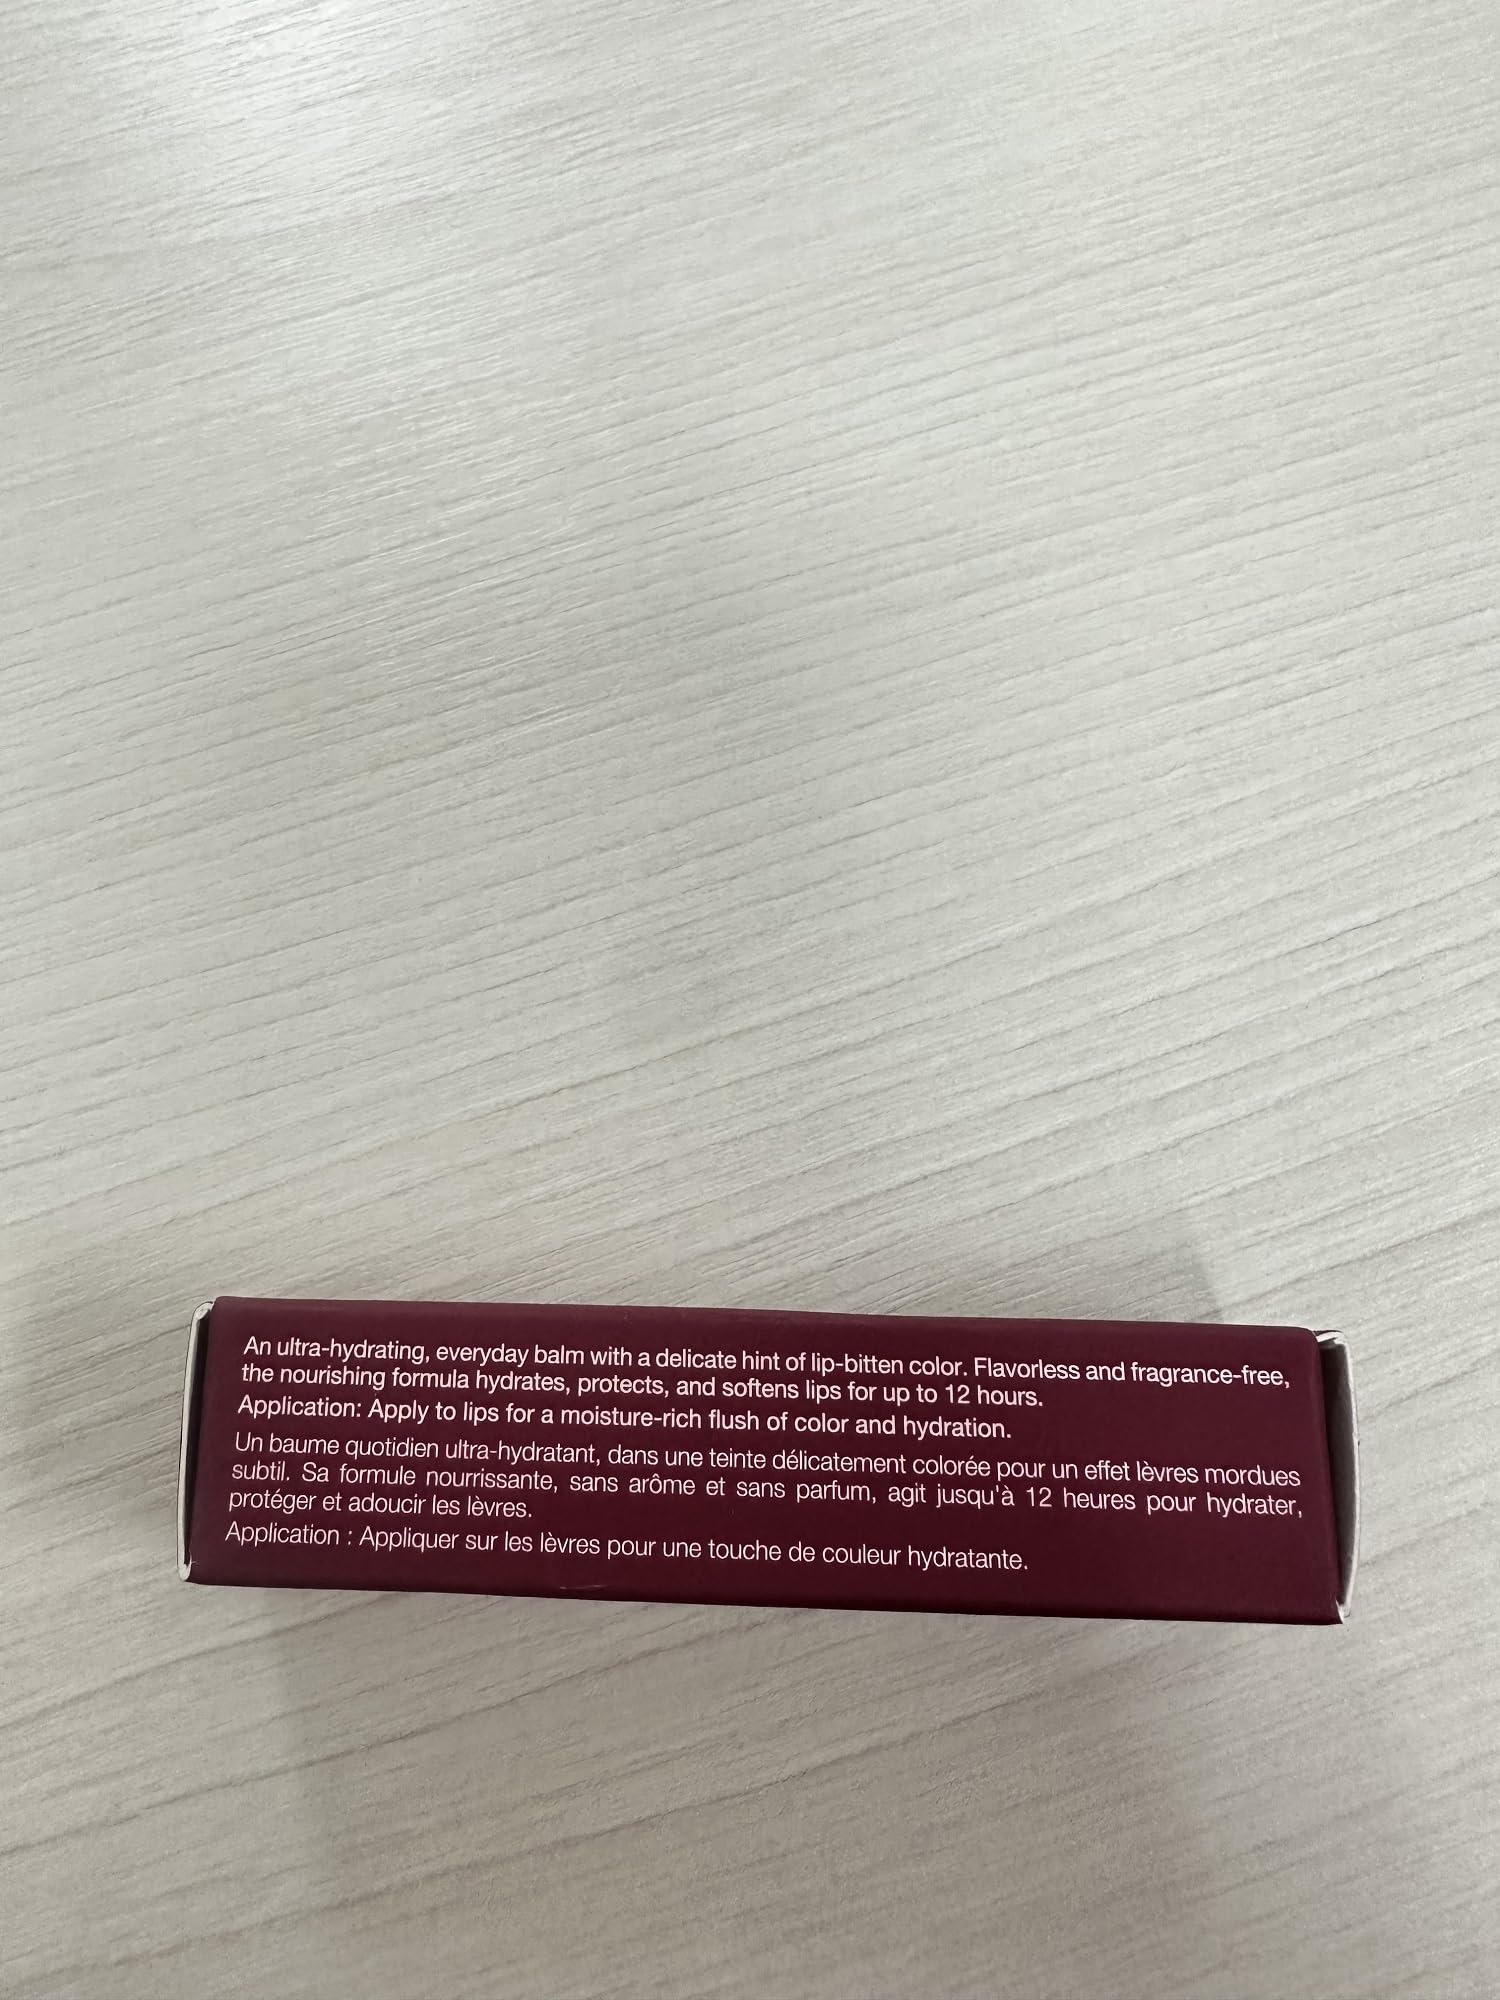 An ultra-hydrating, everyday balm with a delicate hint of lip-bitten color. Flavorless and fragrance-free,
the nourishing formula hydrates, protects, and softens lips for up to 12 hours.
Application: Apply to lips for a moisture-rich flush of color and hydration.
Un baume quotidien ultra-hydratant, dans une teinte délicatement colorée pour un effet lèvres mordues
subtil. Sa formule nourrissante, sans arôme et sans parfum, agit jusqu'à 12 heures pour hydrater,
protéger et adoucir les lèvres.
Application : Appliquer sur les lèvres pour une touche de couleur hydratante.